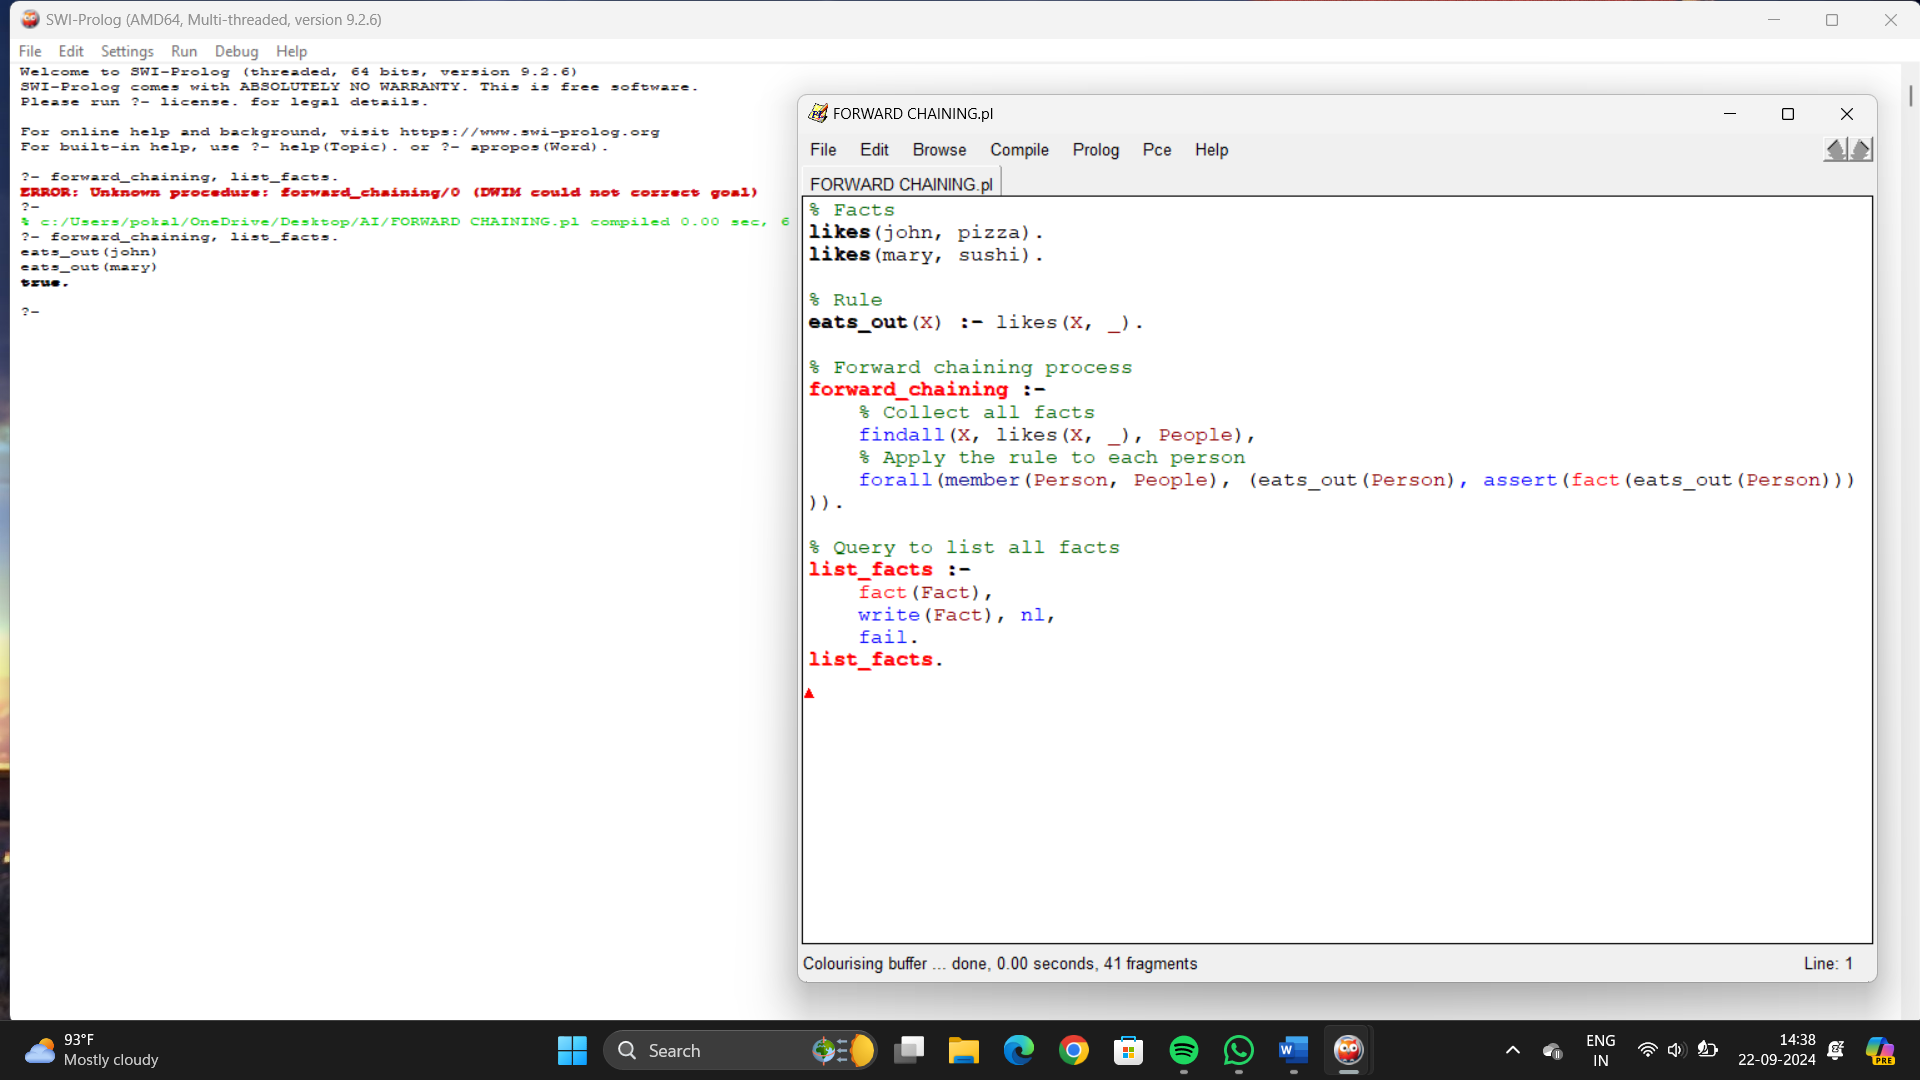 SWI-Prolog (AMD64, Multi-threaded, version 9.2.6)
File Edit Settings Run Debug Help
Welcome to SWI-Prolog (threaded, 64 bits, version 9.2.6)
SWI-Prolog comes with ABSOLUTELY NO WARRANTY. This is free software.
Please run ?- license. for legal details.
For online help and background, visit https://www.swi-prolog.org
For built-in help, use ?- help(Topic). or ?- apropos(Word).
?- forward_chaining, list_facts.
ERROR: Unknown procedure: forward_chaining/0 (DWIM could not correct goal)
?-
% c:/Users/pokal/OneDrive/Desktop/AI/FORWARD CHAINING.pl compiled 0.00 sec, 6
?- forward_chaining, list_facts.
eats_out(john)
eats_out(mary)
true.
?-
FORWARD CHAINING.pl
File Edit Browse Compile Prolog Pce Help
FORWARD CHAINING.pl
% Facts
likes(john, pizza).
likes(mary, sushi).
% Rule
eats_out(X) :- likes(X, _).
% Forward chaining process
forward_chaining :-
% Collect all facts
findall(X, likes(X, _), People),
% Apply the rule to each person
forall(member(Person, People), (eats_out(Person), assert(fact(eats_out(Person)))
)).
% Query to list all facts
list_facts :-
fact(Fact),
write(Fact), nl,
fail.
list_facts.
Colourising buffer ... done, 0.00 seconds, 41 fragments
Line: 1
93°F
Mostly cloudy
Search
W
PRE
ENG
IN
14:38
22-09-2024